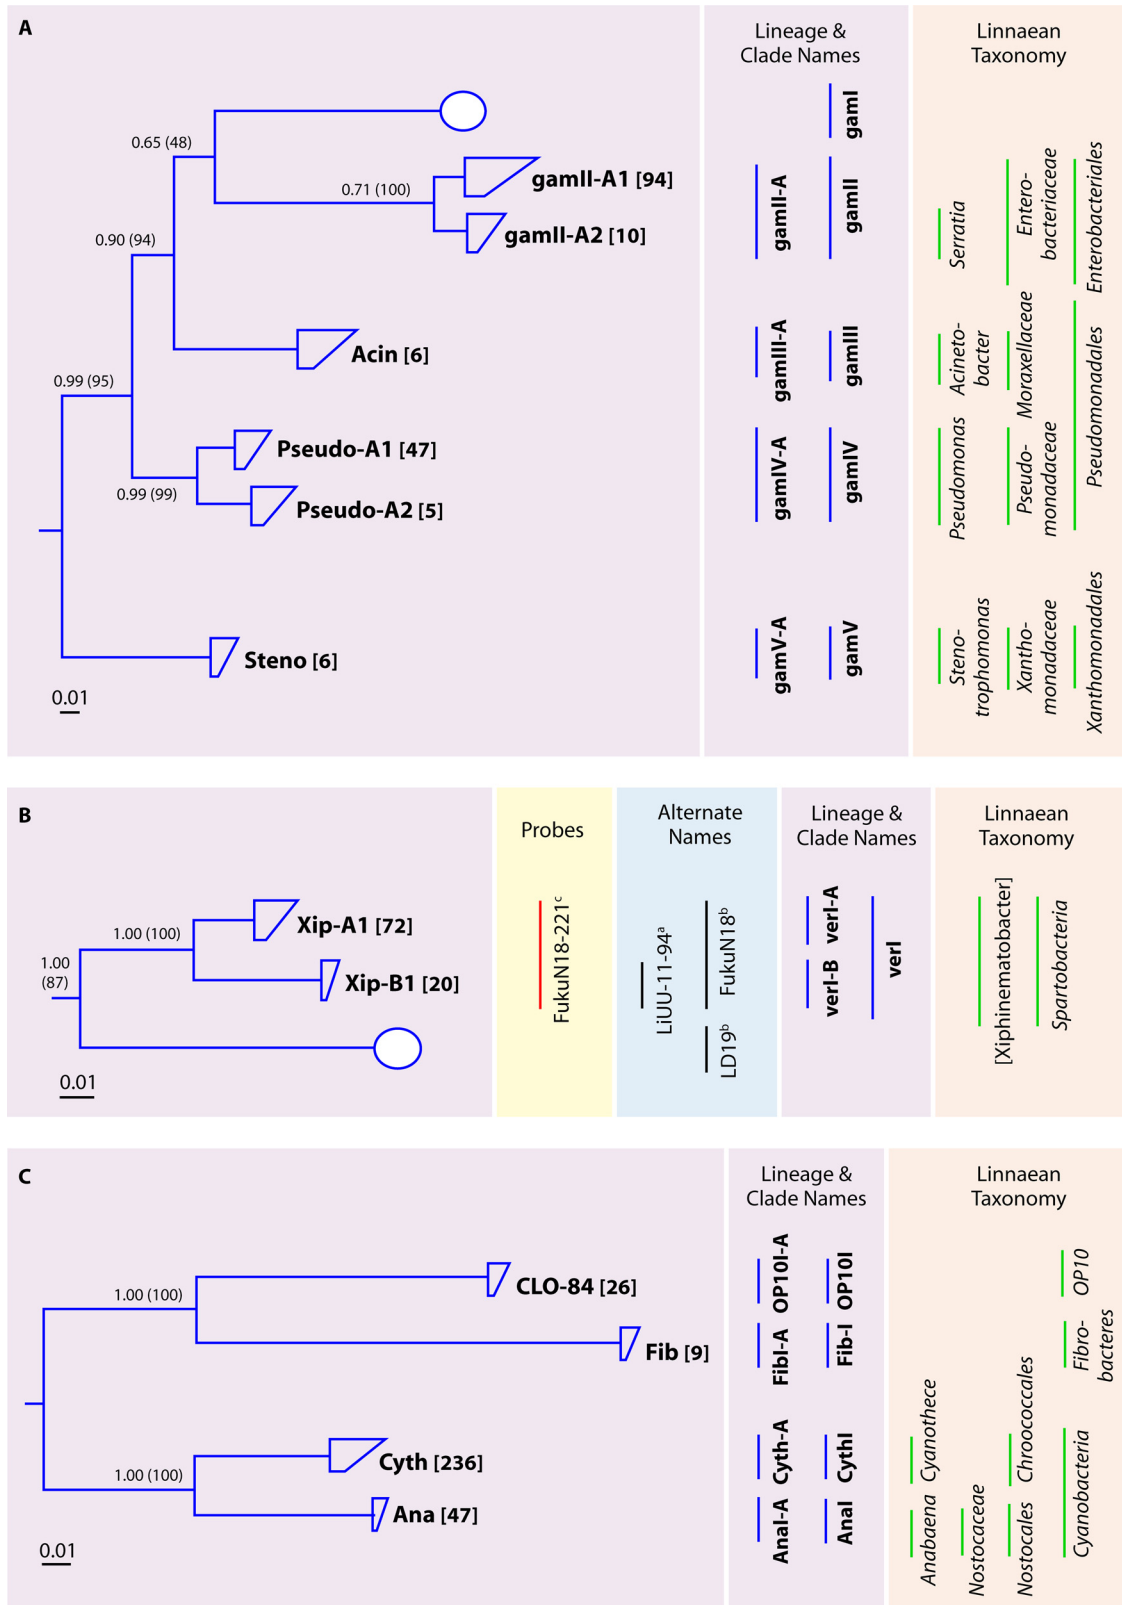 A
Lineage &
Clade Names
Linnaean
Taxonomy
0.65 (48)
0.71 (100)
0.90 (94)
0.99 (95)
0.99 (99)
gamII-A1 [94]
gamII-A2 [10]
Acin [6]
Pseudo-A1 [47]
Pseudo-A2 [5]
Steno [6]
0.01
gamI
gamII-A
gamII
gamIII-A
gamIII
gamIV-A
gamIV
gamV-A
gamV
Serratia
Entero-
bacteriaceae
Enterobacteriales
Acineto-
bacter
Moraxellaceae
Pseudomonadales
Pseudomonas
Pseudo-
monadaceae
Steno-
trophomonas
Xantho-
monadaceae
Xanthomonadales
B
Probes
Alternate
Names
Lineage &
Clade Names
Linnaean
Taxonomy
1.00 (100)
1.00
(87)
Xip-A1 [72]
Xip-B1 [20]
0.01
FukuN18-221c
LiUU-11-94a
FukuN18b
LD19b
verI-A
verI-B
verI
[Xiphinematobacter]
Spartobacteria
C
Lineage &
Clade Names
Linnaean
Taxonomy
1.00 (100)
1.00 (100)
CLO-84 [26]
Fib [9]
Cyth [236]
Ana [47]
0.01
OP10I-A
OP10I
FibI-A
Fib-I
Cyth-A
CythI
AnaI-A
AnaI
OP10
Fibro-
bacteres
Cyanothece
Chroococcales
Cyanobacteria
Anabaena
Nostocaceae
Nostocales